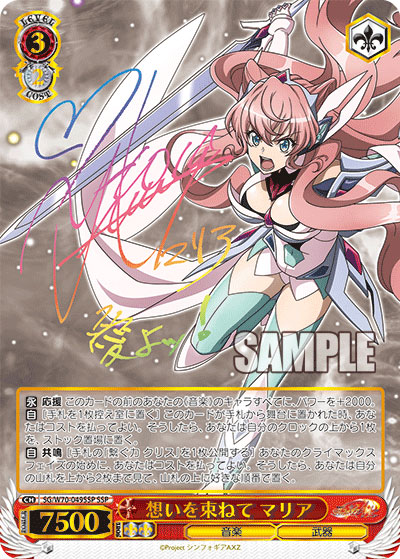 LEVEL
3
2
COST
1243
響よッ!
SAMPLE
永 応援 このカードの前のあなたの《音楽》のキャラすべてに、パワーを+2000。
自 [手札を1枚控え室に置く] このカードが手札から舞台に置かれた時、あなたはコストを払ってよい。そうしたら、あなたは自分のクロックの上から1枚を、ストック置場に置く。
自 共鳴 [手札の「繋ぐ力 クリス」を1枚公開する] あなたのクライマックスフェイズの始めに、あなたはコストを払ってよい。そうしたら、あなたは自分の山札の上から2枚まで見て、山札の上に好きな順番で置く。
CH SG/W70-049SSP SSP
POWER 7500 SOUL
想いを束ねて マリア
音楽 武器
©Project シンフォギアAXZ